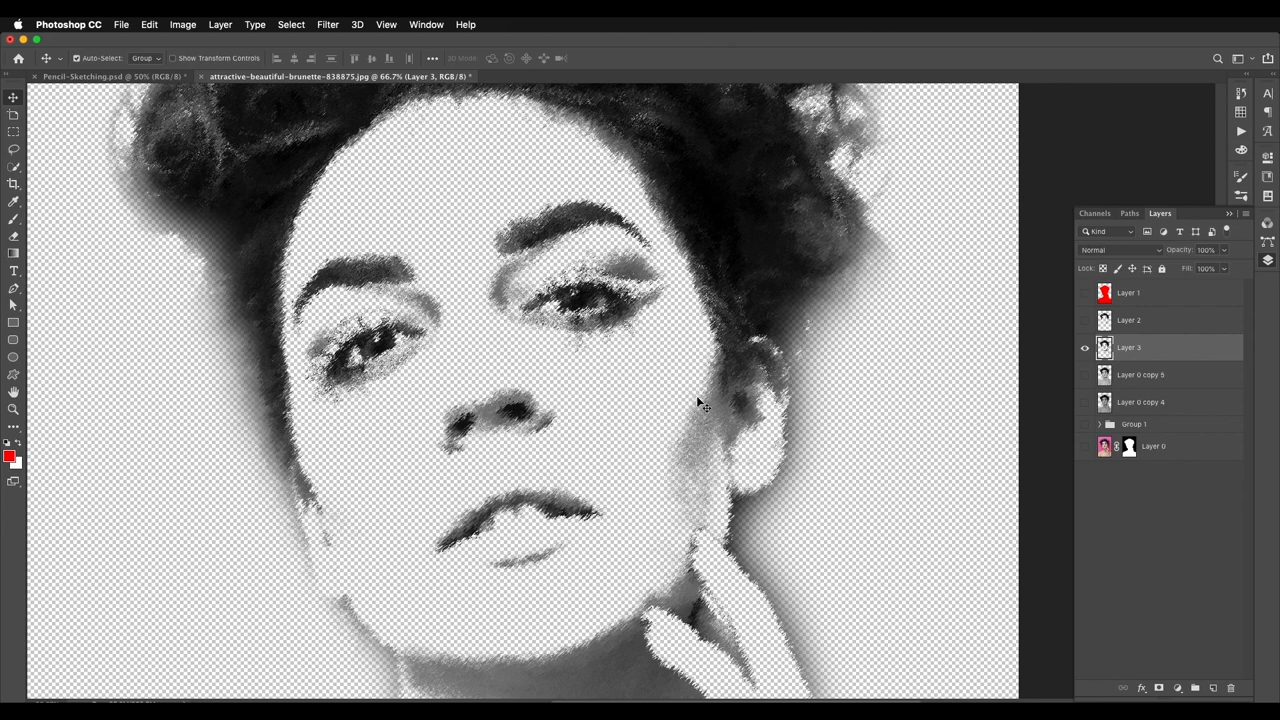 Photoshop CC File Edit Image Layer Type Select Filter 3D View Window Help
Auto-Select: Group Show Transform Controls 3D Mode:
Pencil-Sketching.psd @ 50% (RGB/8) * attractive-beautiful-brunette-838875.jpg @ 66.7% (Layer 3, RGB/8) *
Channels Paths Layers
Kind
Normal Opacity: 100%
Lock: Fill: 100%
Layer 1
Layer 2
Layer 3
Layer 0 copy 5
Layer 0 copy 4
Group 1
Layer 0